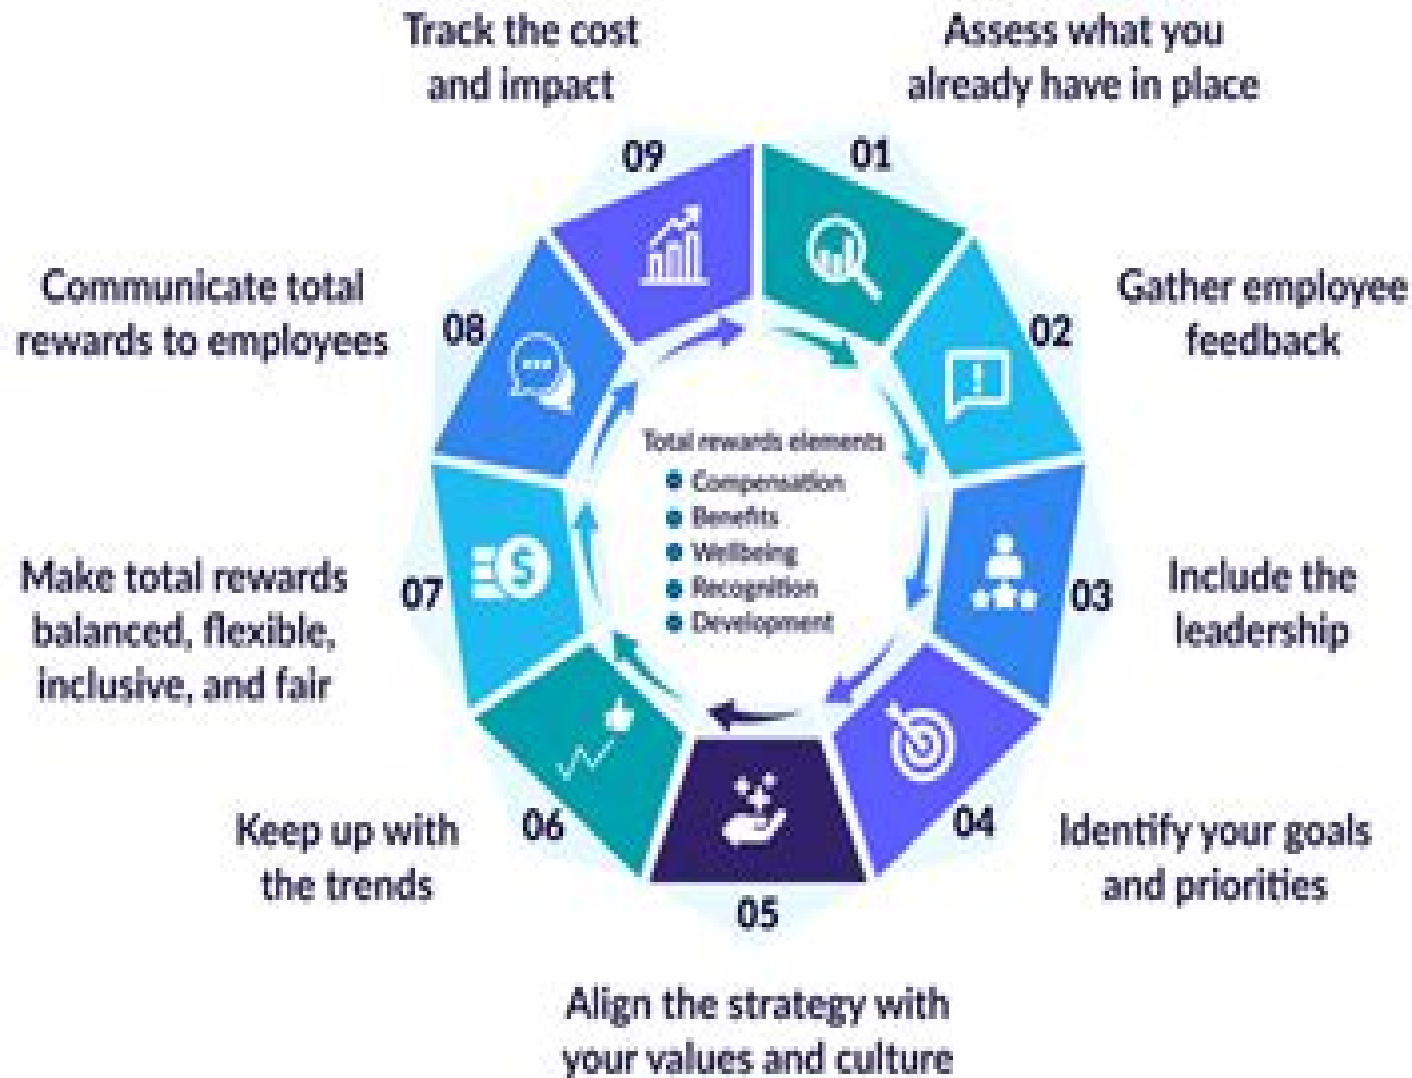 Track the cost
and impact
Assess what you
already have in place
09
01
Communicate total
rewards to employees
08
02
Gather employee
feedback
Total rewards elements
Compensation
Benefits
Wellbeing
Recognition
Development
Make total rewards
balanced, flexible,
inclusive, and fair
07
03
Include the
leadership
Keep up with
the trends
06
04
Identify your goals
and priorities
05
Align the strategy with
your values and culture